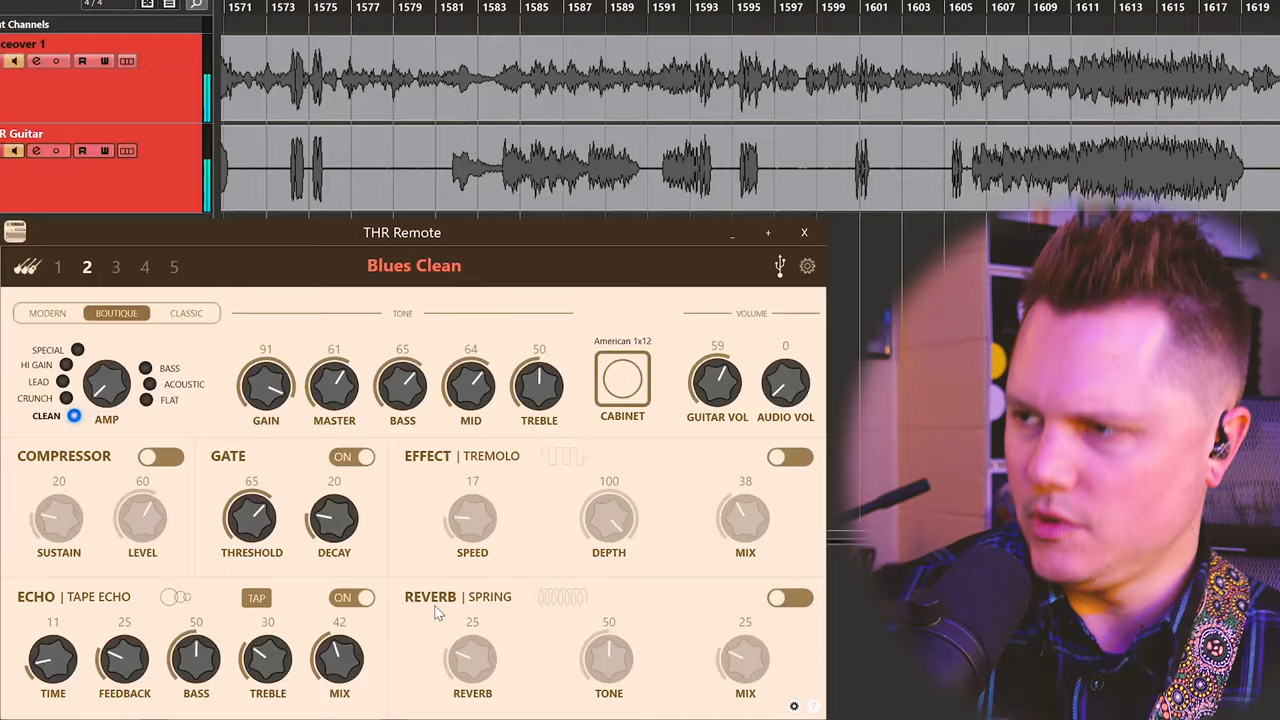 4/4
1571 1573 1575 1577 1579 1581 1583 1585 1587 1589 1591 1593 1595 1597 1599 1601 1603 1605 1607 1609 1611 1613 1615 1617 1619
t Channels
ceover 1
e R W
R Guitar
e R W
THR Remote
1 2 3 4 5 Blues Clean
MODERN BOUTIQUE CLASSIC TONE VOLUME
American 1x12
SPECIAL
HI GAIN
LEAD
CRUNCH
CLEAN
AMP
BASS
ACOUSTIC
FLAT
91 61 65 64 50 59 0
GAIN MASTER BASS MID TREBLE CABINET GUITAR VOL AUDIO VOL
COMPRESSOR GATE ON EFFECT | TREMOLO
20 60 65 20 17 100 38
SUSTAIN LEVEL THRESHOLD DECAY SPEED DEPTH MIX
ECHO | TAPE ECHO TAP ON REVERB | SPRING
11 25 50 30 42 25 50 25
TIME FEEDBACK BASS TREBLE MIX REVERB TONE MIX